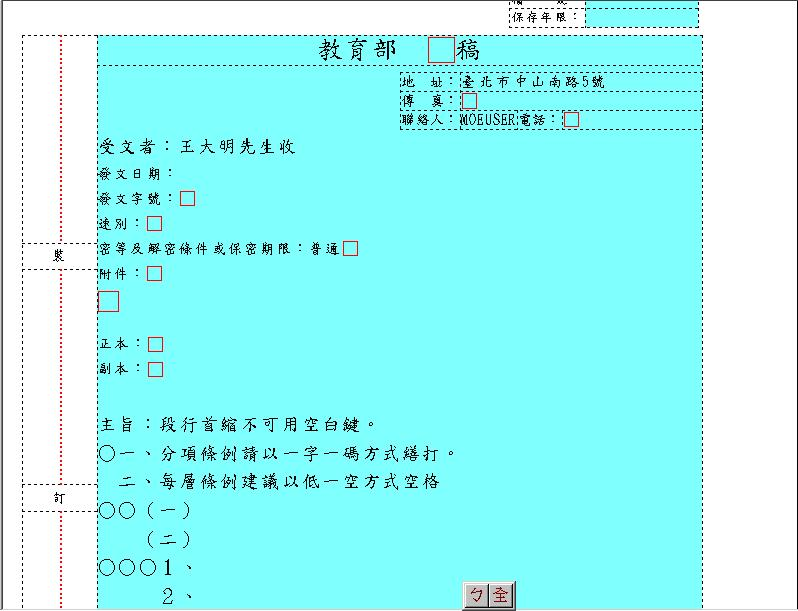 保存年限：
教育部　□稿
地　址：臺北市中山南路5號
傳　真：□
聯絡人：MOEUSER電話：□
受文者：王大明先生收
發文日期：
發文字號：□
速別：□
密等及解密條件或保密期限：普通□
裝
附件：□
□
正本：□
副本：□
主旨：段行首縮不可用空白鍵。
○一、分項條例請以一字一碼方式繕打。
二、每層條例建議以低一空方式空格
訂
○○（一）
（二）
○○○1、
2、
ㄅ全